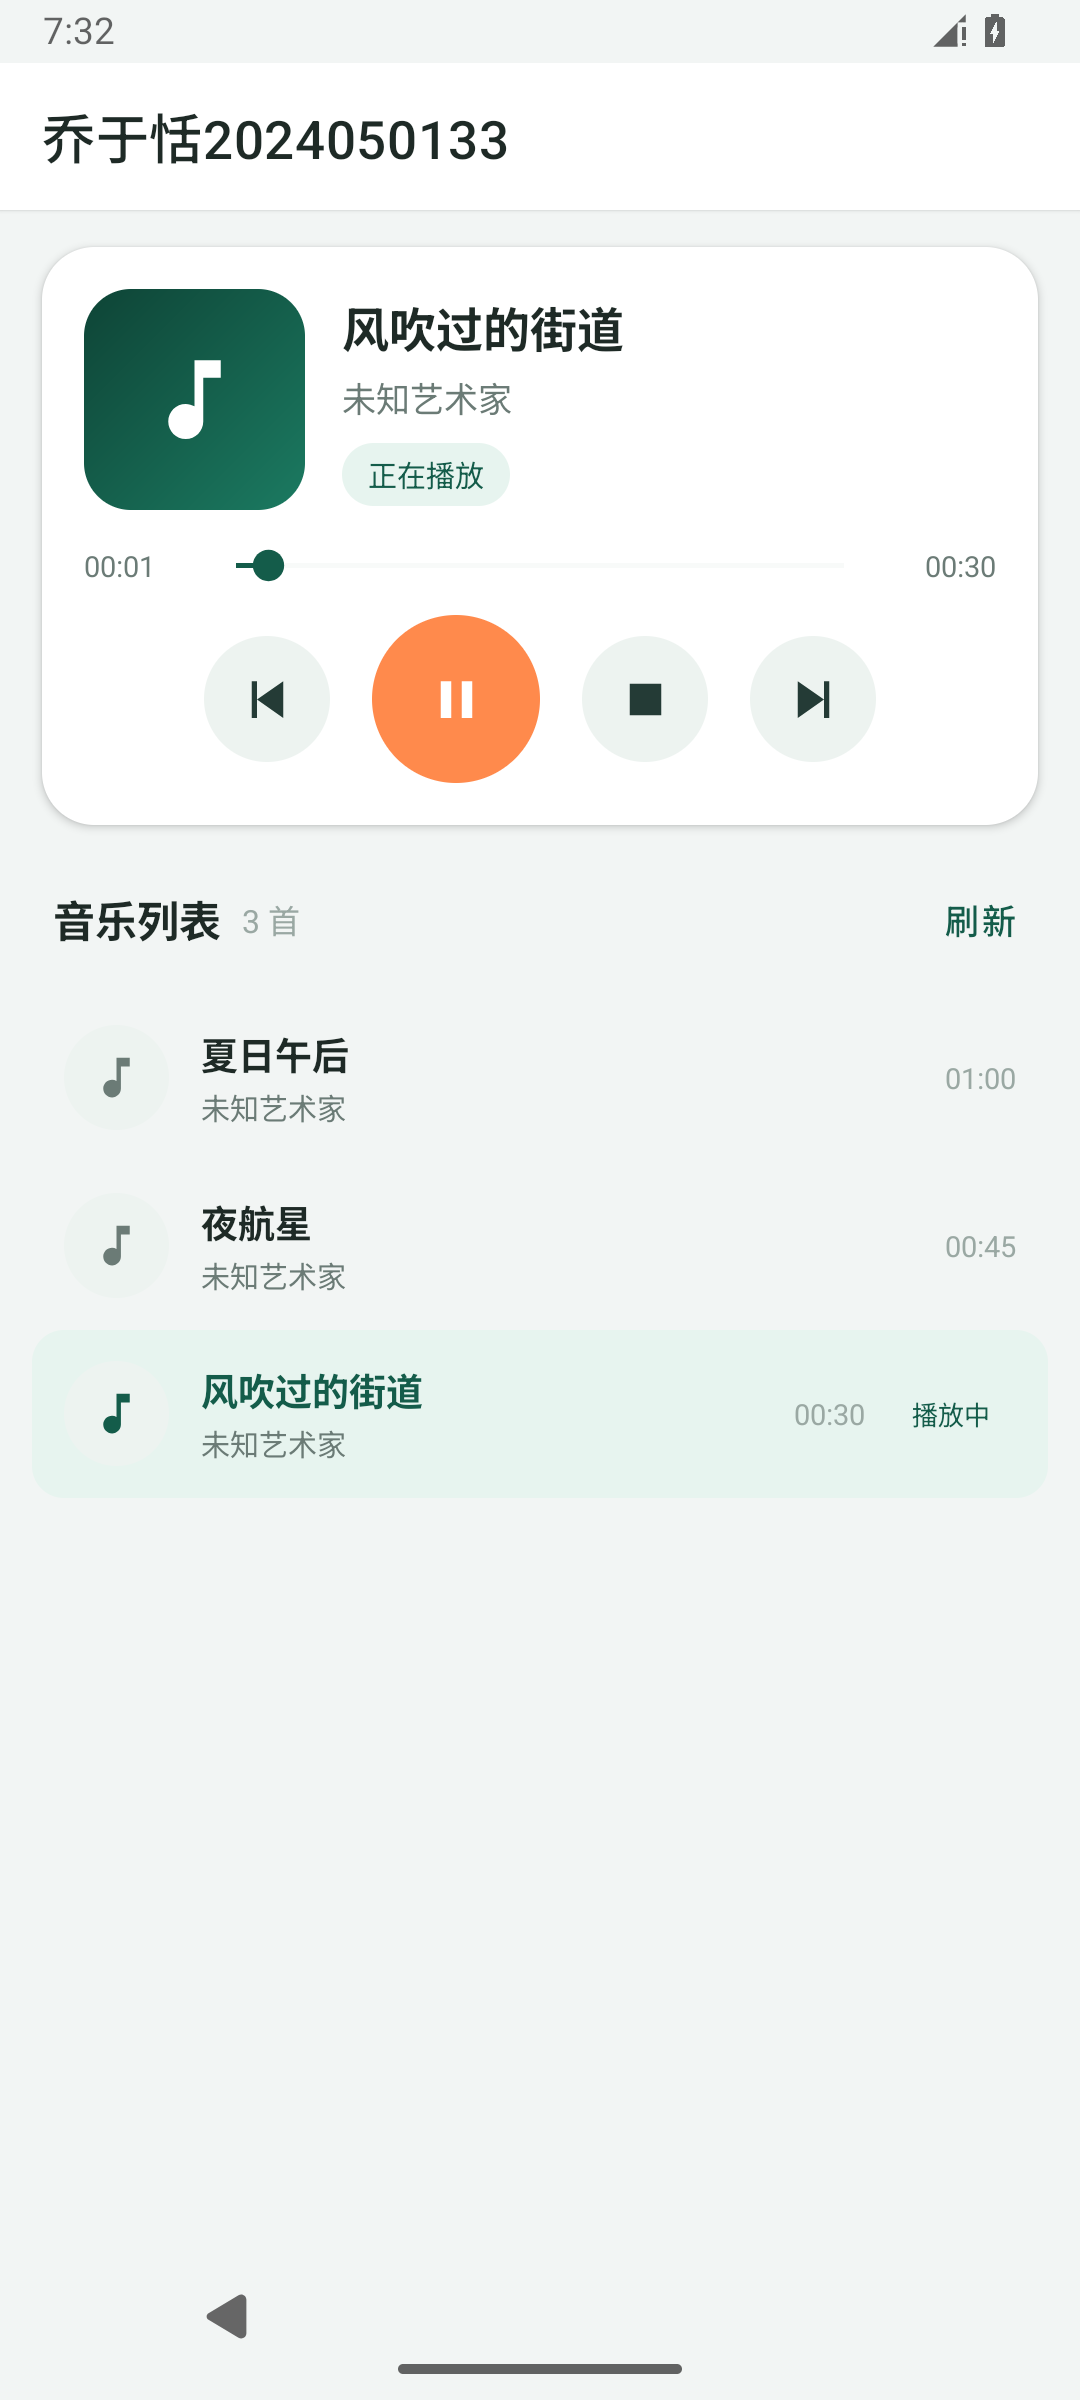 7:32
乔于恬2024050133
风吹过的街道
未知艺术家
正在播放
00:01
00:30
音乐列表 3 首
刷新
夏日午后
未知艺术家
01:00
夜航星
未知艺术家
00:45
风吹过的街道
未知艺术家
00:30
播放中